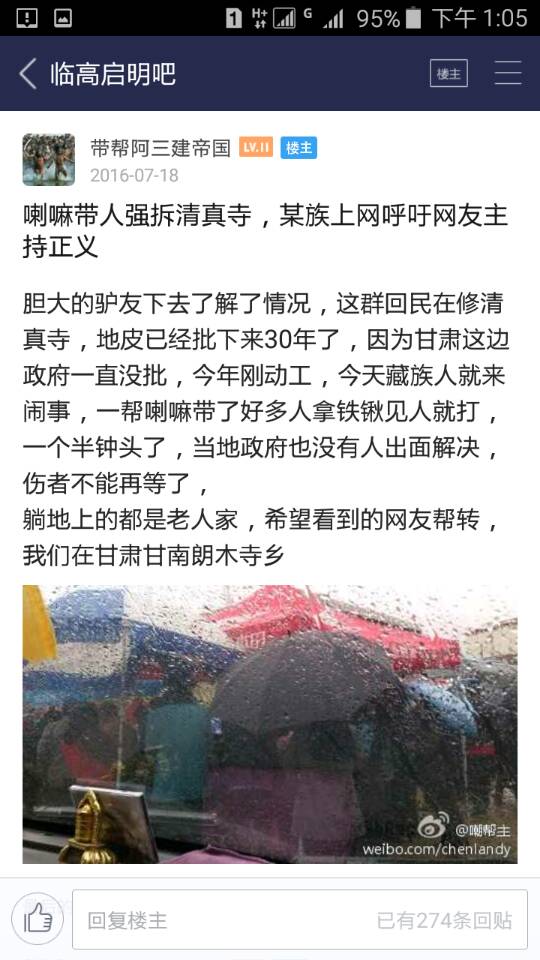 1 H+ G 95% 下午 1:05
临高启明吧 楼主
带帮阿三建帝国 LV.11 楼主
2016-07-18
喇嘛带人强拆清真寺，某族上网呼吁网友主
持正义
胆大的驴友下去了解了情况，这群回民在修清
真寺，地皮已经批下来30年了，因为甘肃这边
政府一直没批，今年刚动工，今天藏族人就来
闹事，一帮喇嘛带了好多人拿铁锹见人就打，
一个半钟头了，当地政府也没有人出面解决，
伤者不能再等了，
躺地上的都是老人家，希望看到的网友帮转，
我们在甘肃甘南朗木寺乡
@嘲帮主
weibo.com/chenlandy
回复楼主 已有274条回贴